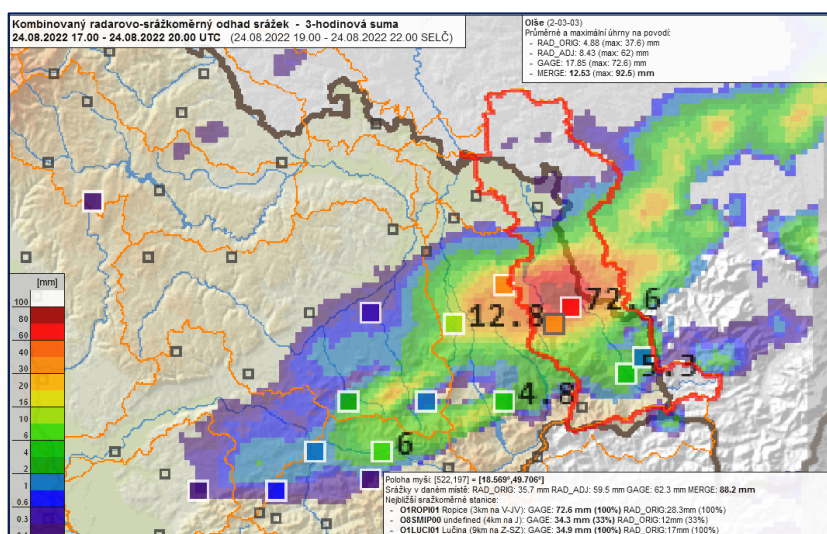 Kombinovaný radarovo-srážkoměrný odhad srážek - 3-hodinová suma
24.08.2022 17.00 - 24.08.2022 20.00 UTC (24.08.2022 19.00 - 24.08.2022 22.00 SELČ)
Olše (2-03-03)
Průměrné a maximální úhrny na povodí:
- RAD_ORIG: 4.88 (max: 37.6) mm
- RAD_ADJ: 8.43 (max: 62) mm
- GAGE: 17.85 (max: 72.6) mm
- MERGE: 12.53 (max: 92.5) mm
[mm]
100
80
60
40
30
20
15
10
6
4
2
1
0.6
0.3
0.1
72.6
12.8
5.3
4.8
6
Poloha myši: [522,197] = [18.569°,49.706°]
Srážky v daném místě: RAD_ORIG: 35.7 mm RAD_ADJ: 59.5 mm GAGE: 62.3 mm MERGE: 88.2 mm
Nejbližší srážkoměrné stanice:
- O1ROPI01 Ropice (3km na V-JV): GAGE: 72.6 mm (100%) RAD_ORIG:28.3mm (100%)
- O8SMIP00 undefined (4km na J): GAGE: 34.3 mm (33%) RAD_ORIG:12mm (33%)
- O1LUCI01 Lučina (9km na Z-SZ): GAGE: 34.9 mm (100%) RAD_ORIG:17mm (100%)